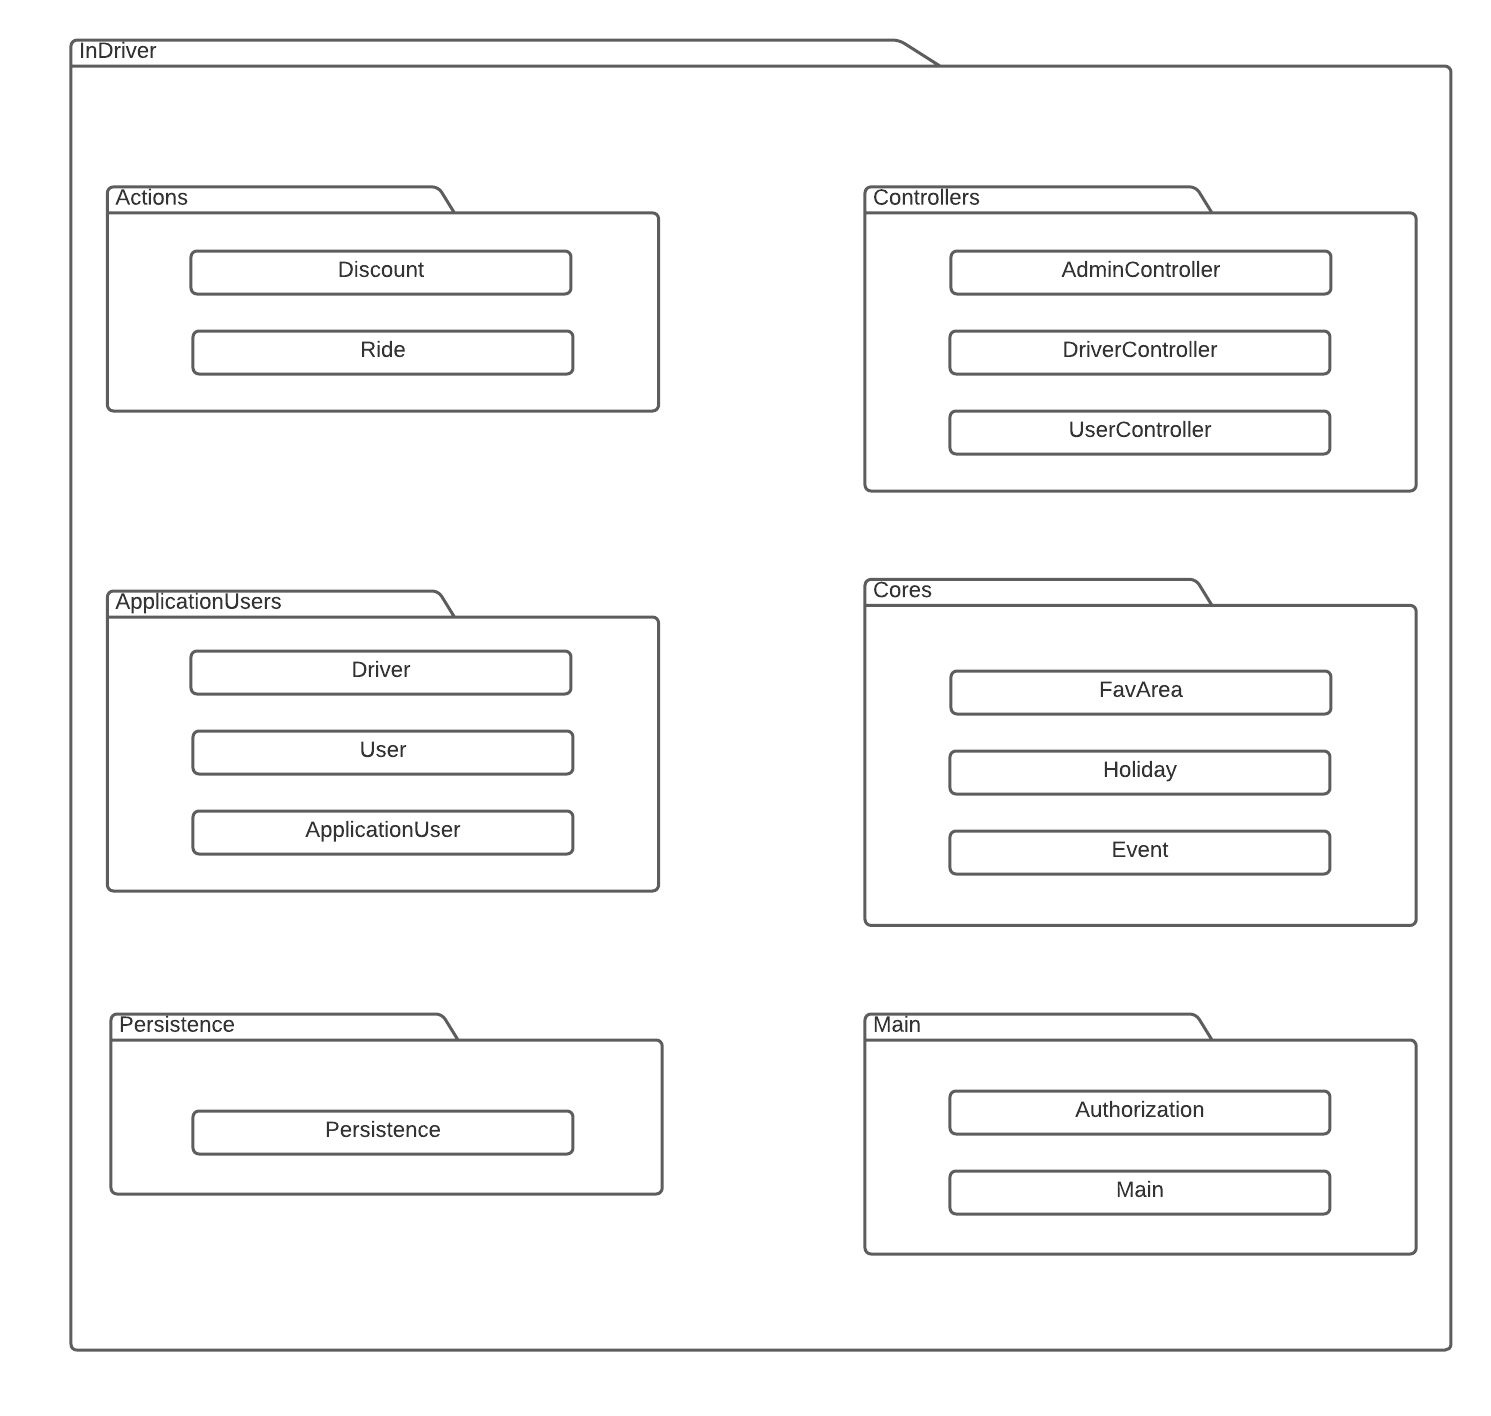 InDriver
Actions
Discount
Ride
Controllers
AdminController
DriverController
UserController
ApplicationUsers
Driver
User
ApplicationUser
Cores
FavArea
Holiday
Event
Persistence
Persistence
Main
Authorization
Main